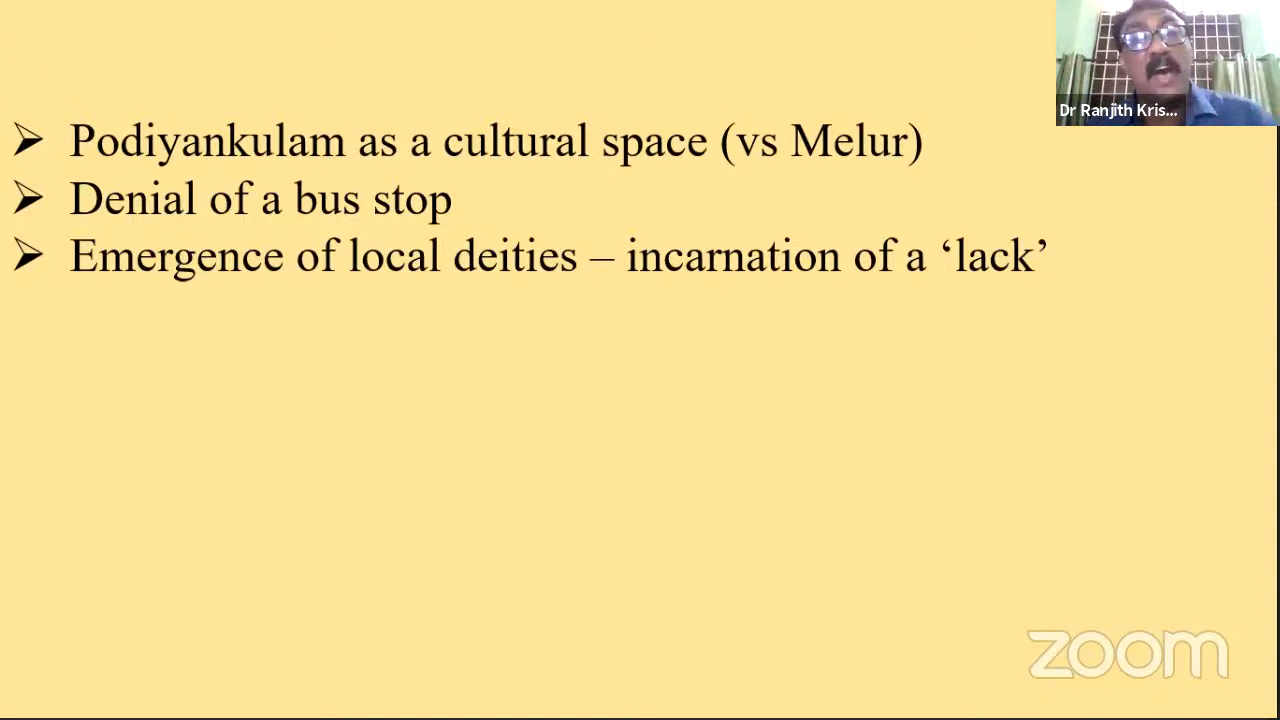 Dr Ranjith Kris...
➢ Podiyankulam as a cultural space (vs Melur)
➢ Denial of a bus stop
➢ Emergence of local deities – incarnation of a ‘lack’
zoom